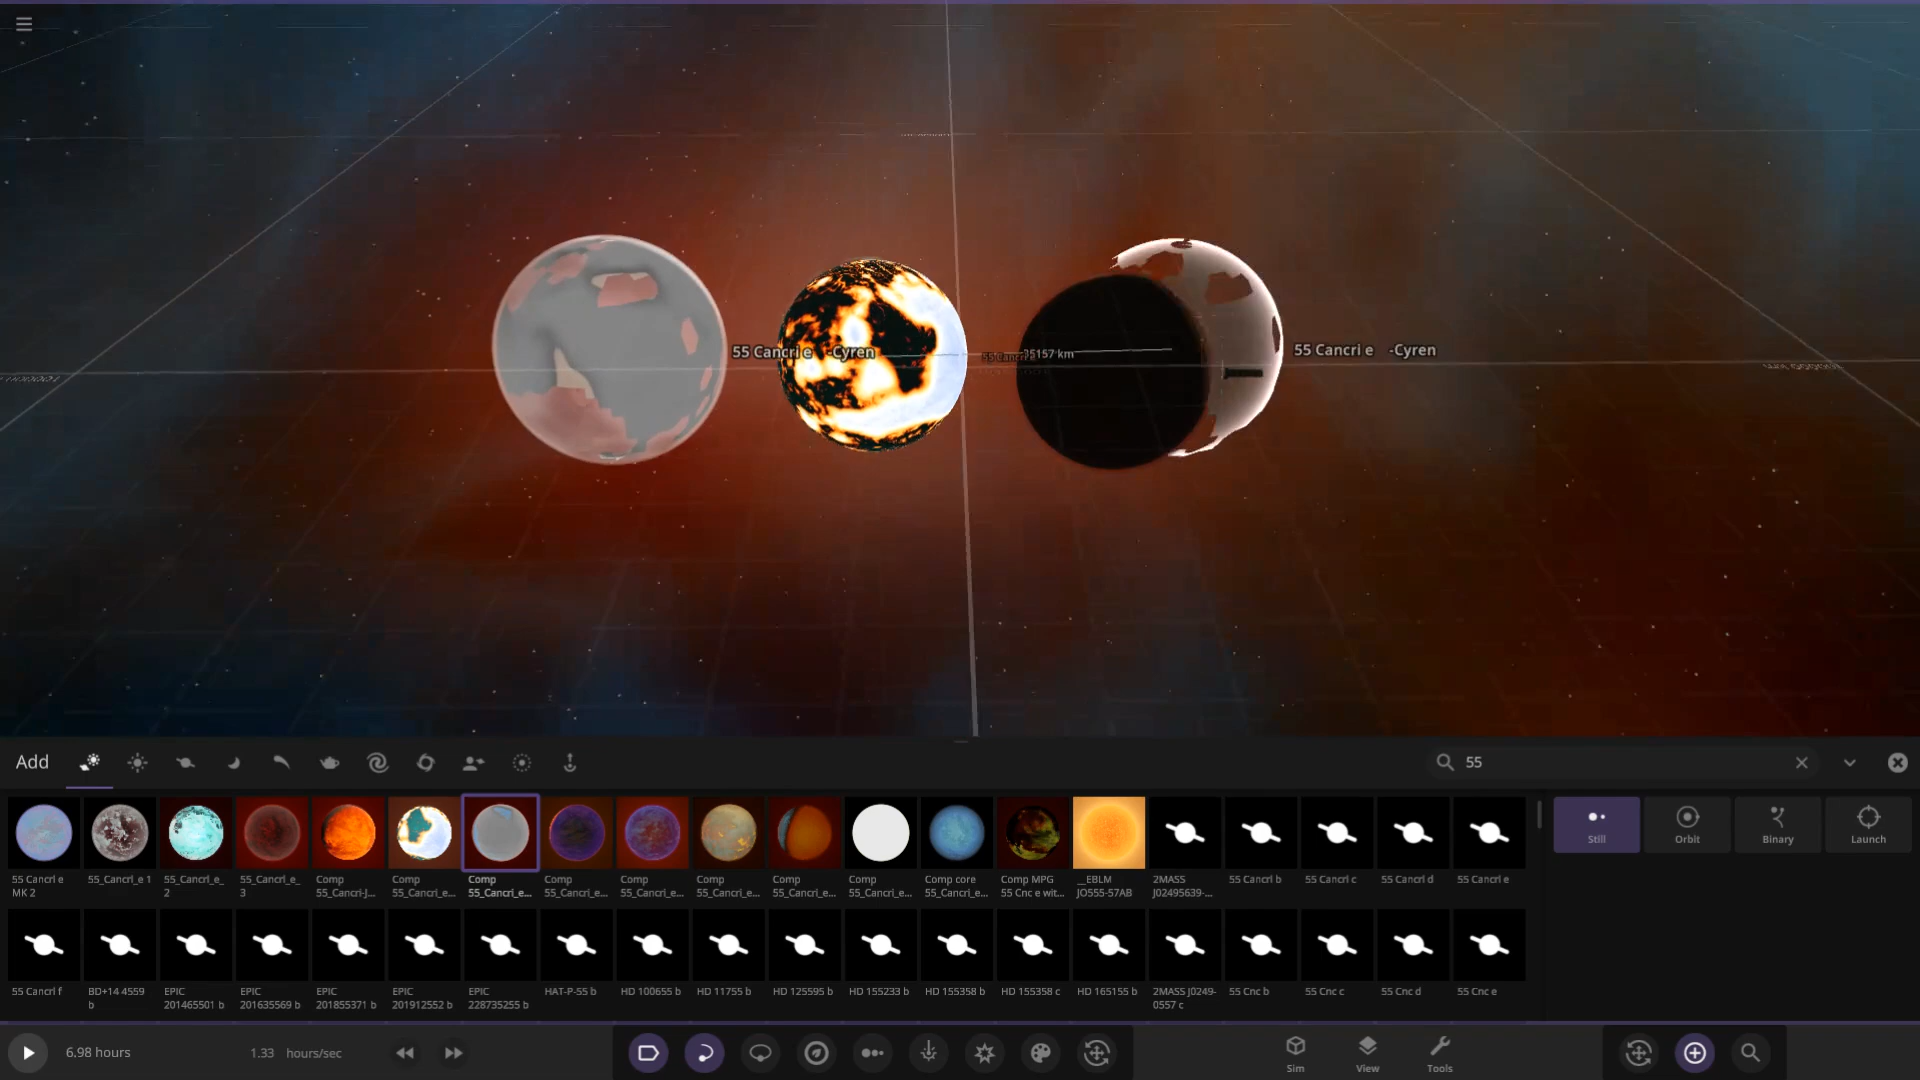 55 Cancri e -Cyren
35157 km
55 Cancri e -Cyren
Add
55
55 Cancri e
MK 2
55_Cancri_e 1
55_Cancri_e_
2
55_Cancri_e_
3
Comp
55_Cancri-J...
Comp
55_Cancri_e...
Comp
55_Cancri_e...
Comp
55_Cancri_e...
Comp
55_Cancri_e...
Comp
55_Cancri_e...
Comp
55_Cancri_e...
Comp
55_Cancri_e...
Comp core
55_Cancri_e...
Comp MPG
55 Cnc e wit...
__EBLM
J0555-57AB
2MASS
J02495639-...
55 Cancri b
55 Cancri c
55 Cancri d
55 Cancri e
Still
Orbit
Binary
Launch
55 Cancri f
BD+14 4559
b
EPIC
201465501 b
EPIC
201635569 b
EPIC
201855371 b
EPIC
201912552 b
EPIC
228735255 b
HAT-P-55 b
HD 100655 b
HD 11755 b
HD 125595 b
HD 155233 b
HD 155358 b
HD 155358 c
HD 165155 b
2MASS J0249-
0557 c
55 Cnc b
55 Cnc c
55 Cnc d
55 Cnc e
6.98 hours
1.33 hours/sec
Sim
View
Tools